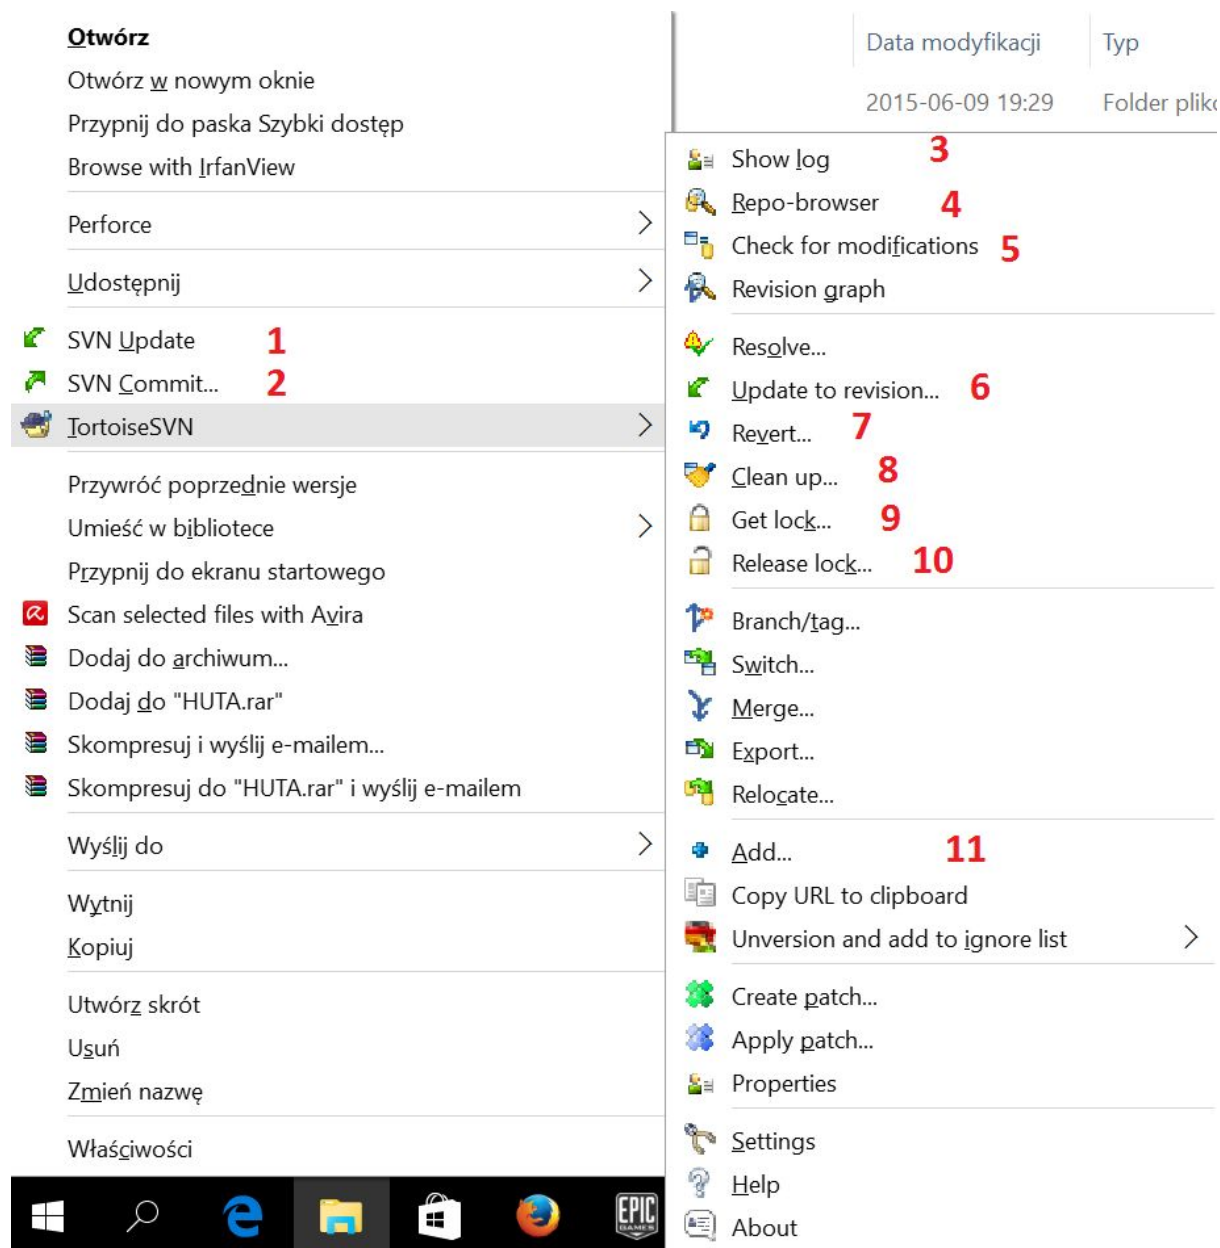 Otwórz
Otwórz w nowym oknie
Przypnij do paska Szybki dostęp
Browse with IrfanView
Perforce
Udostępnij
SVN Update 1
SVN Commit... 2
TortoiseSVN
Przywróć poprzednie wersje
Umieść w bibliotece
Przypnij do ekranu startowego
Scan selected files with Avira
Dodaj do archiwum...
Dodaj do "HUTA.rar"
Skompresuj i wyślij e-mailem...
Skompresuj do "HUTA.rar" i wyślij e-mailem
Wyślij do
Wytnij
Kopiuj
Utwórz skrót
Usuń
Zmień nazwę
Właściwości
EPIC
GAMES
Data modyfikacji Typ
2015-06-09 19:29 Folder pliko
Show log 3
Repo-browser 4
Check for modifications 5
Revision graph
Resolve...
Update to revision... 6
Revert... 7
Clean up... 8
Get lock... 9
Release lock... 10
Branch/tag...
Switch...
Merge...
Export...
Relocate...
Add... 11
Copy URL to clipboard
Unversion and add to ignore list
Create patch...
Apply patch...
Properties
Settings
Help
About